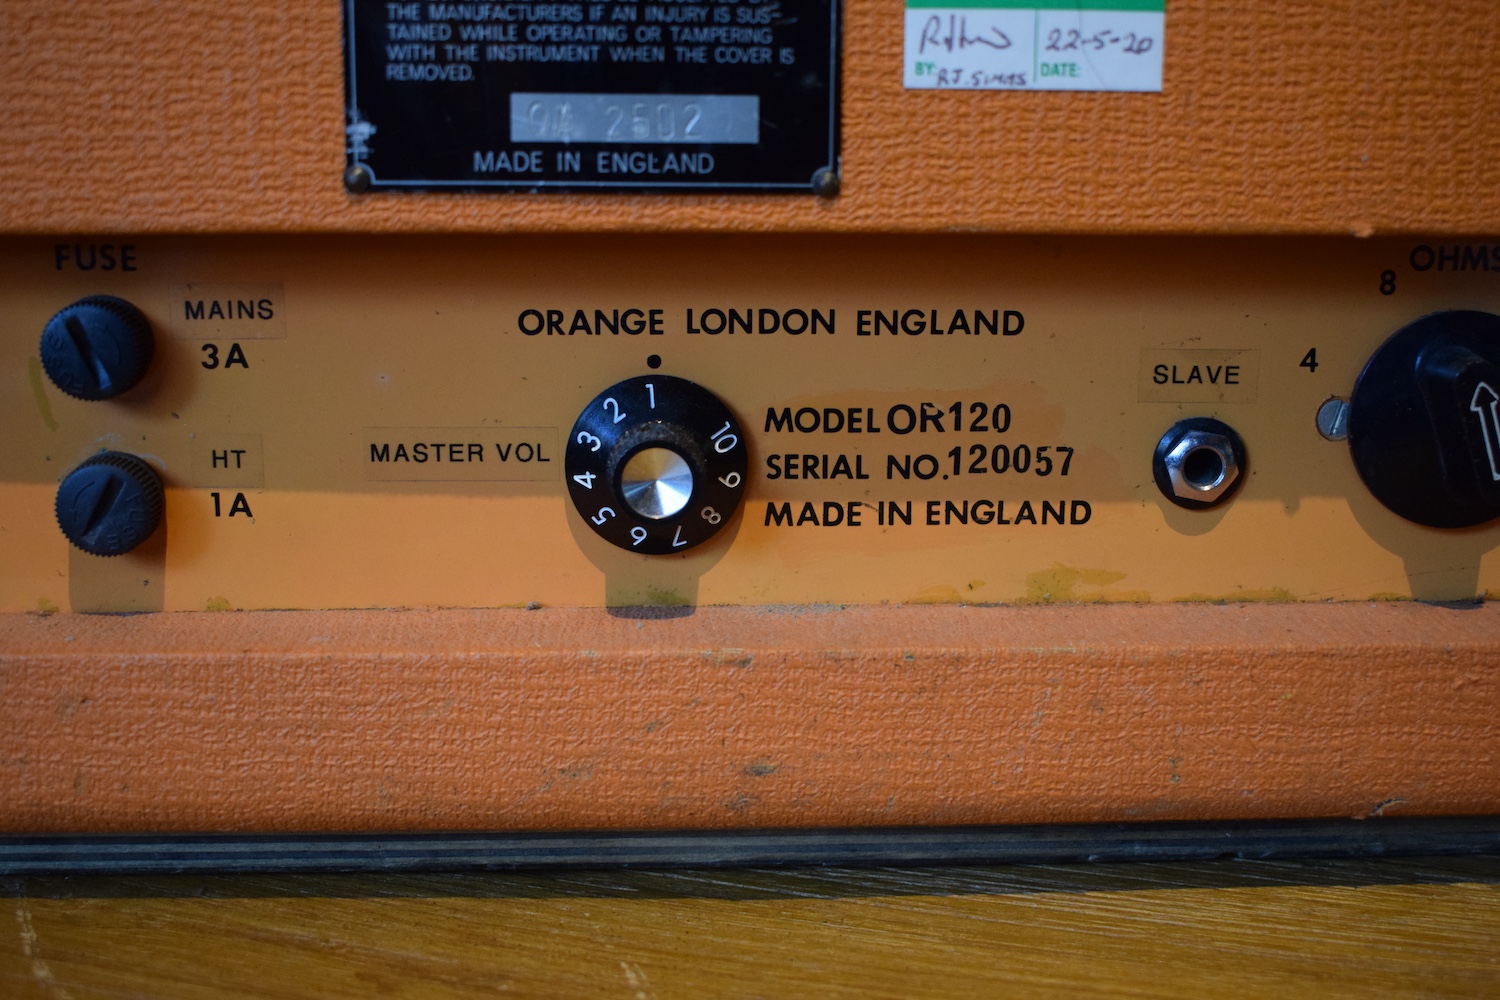 THE MANUFACTURERS IF AN INJURY IS SUS-
TAINED WHILE OPERATING OR TAMPERING
WITH THE INSTRUMENT WHEN THE COVER IS
REMOVED.
2502
MADE IN ENGLAND
22-5-20
BY: R.J. SIMMS
DATE:
FUSE
MAINS
3A
HT
1A
ORANGE LONDON ENGLAND
MASTER VOL
1
2
3
4
5
6
7
8
9
10
MODEL OR120
SERIAL NO. 120057
MADE IN ENGLAND
SLAVE
OHMS
8
4